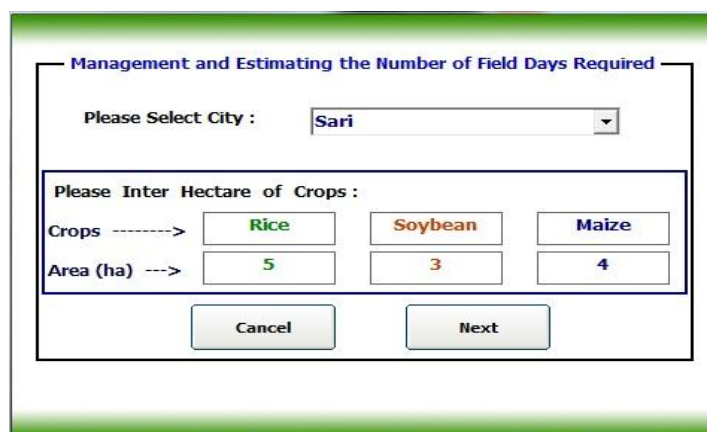 Management and Estimating the Number of Field Days Required
Please Select City : Sari
Please Inter Hectare of Crops :
Crops --------> Rice Soybean Maize
Area (ha) ---> 5 3 4
Cancel Next